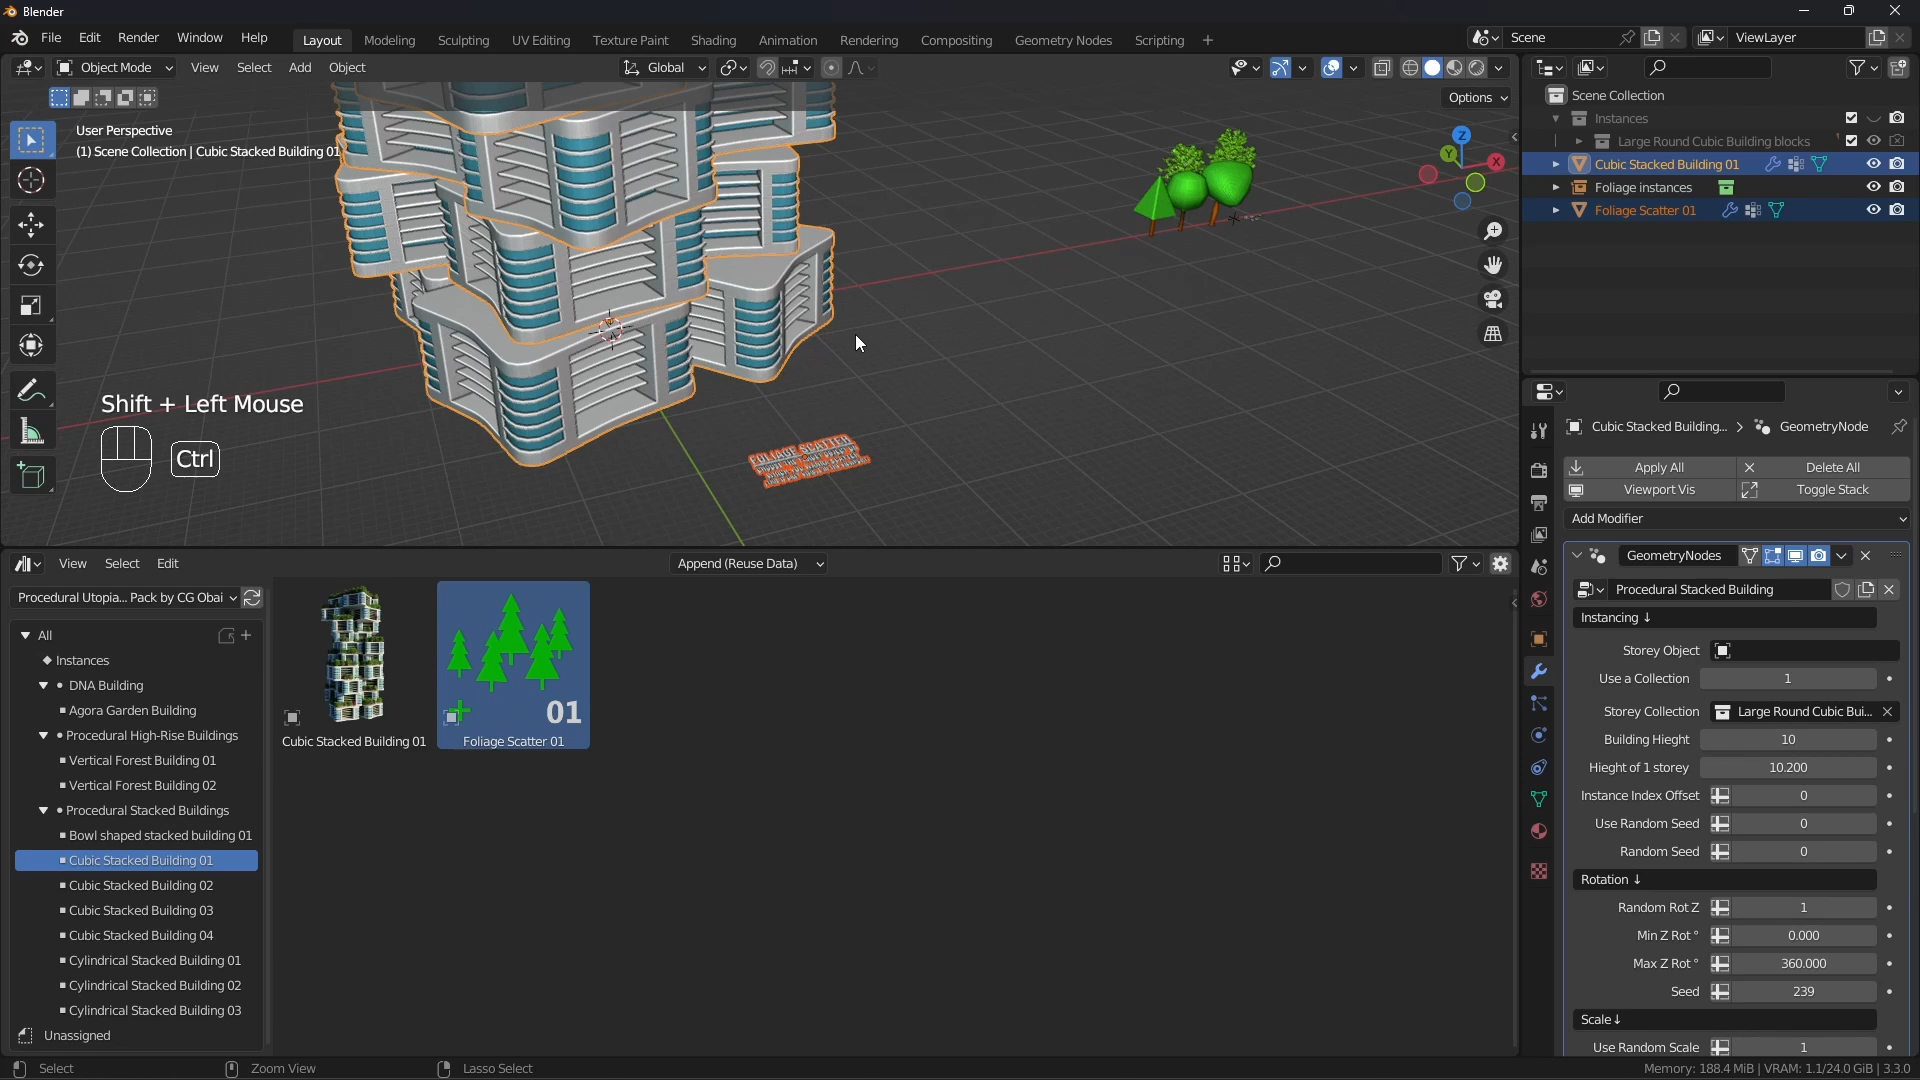 Blender
File Edit Render Window Help
Layout Modeling Sculpting UV Editing Texture Paint Shading Animation Rendering Compositing Geometry Nodes Scripting +
Scene
ViewLayer
Object Mode View Select Add Object
Global
Options
User Perspective
(1) Scene Collection | Cubic Stacked Building 01
Z
Y
X
Shift + Left Mouse
Ctrl
FOLIAGE SCATTER
Scene Collection
Instances
Large Round Cubic Building blocks
Cubic Stacked Building 01
Foliage instances
Foliage Scatter 01
Cubic Stacked Building... > GeometryNode
Apply All
Delete All
Viewport Vis
Toggle Stack
Add Modifier
GeometryNodes
Procedural Stacked Building
Instancing ↓
Storey Object
Use a Collection 1
Storey Collection Large Round Cubic Bui...
Building Hieght 10
Hieght of 1 storey 10.200
Instance Index Offset 0
Use Random Seed 0
Random Seed 0
Rotation ↓
Random Rot Z 1
Min Z Rot ° 0.000
Max Z Rot ° 360.000
Seed 239
Scale↓
Use Random Scale 1
View Select Edit
Append (Reuse Data)
Procedural Utopia... Pack by CG Obai
All
Instances
DNA Building
Agora Garden Building
Procedural High-Rise Buildings
Vertical Forest Building 01
Vertical Forest Building 02
Procedural Stacked Buildings
Bowl shaped stacked building 01
Cubic Stacked Building 01
Cubic Stacked Building 02
Cubic Stacked Building 03
Cubic Stacked Building 04
Cylindrical Stacked Building 01
Cylindrical Stacked Building 02
Cylindrical Stacked Building 03
Unassigned
Cubic Stacked Building 01
01
Foliage Scatter 01
Select
Zoom View
Lasso Select
Memory: 188.4 MiB | VRAM: 1.1/24.0 GiB | 3.3.0